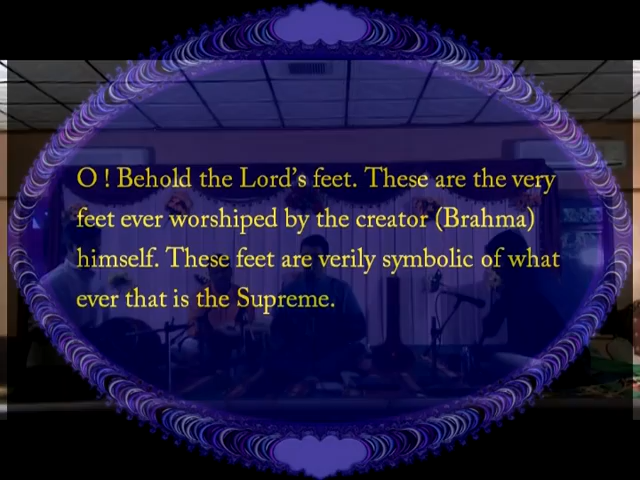 O ! Behold the Lord's feet. These are the very
feet ever worshiped by the creator (Brahma)
himself. These feet are verily symbolic of what
ever that is the Supreme.